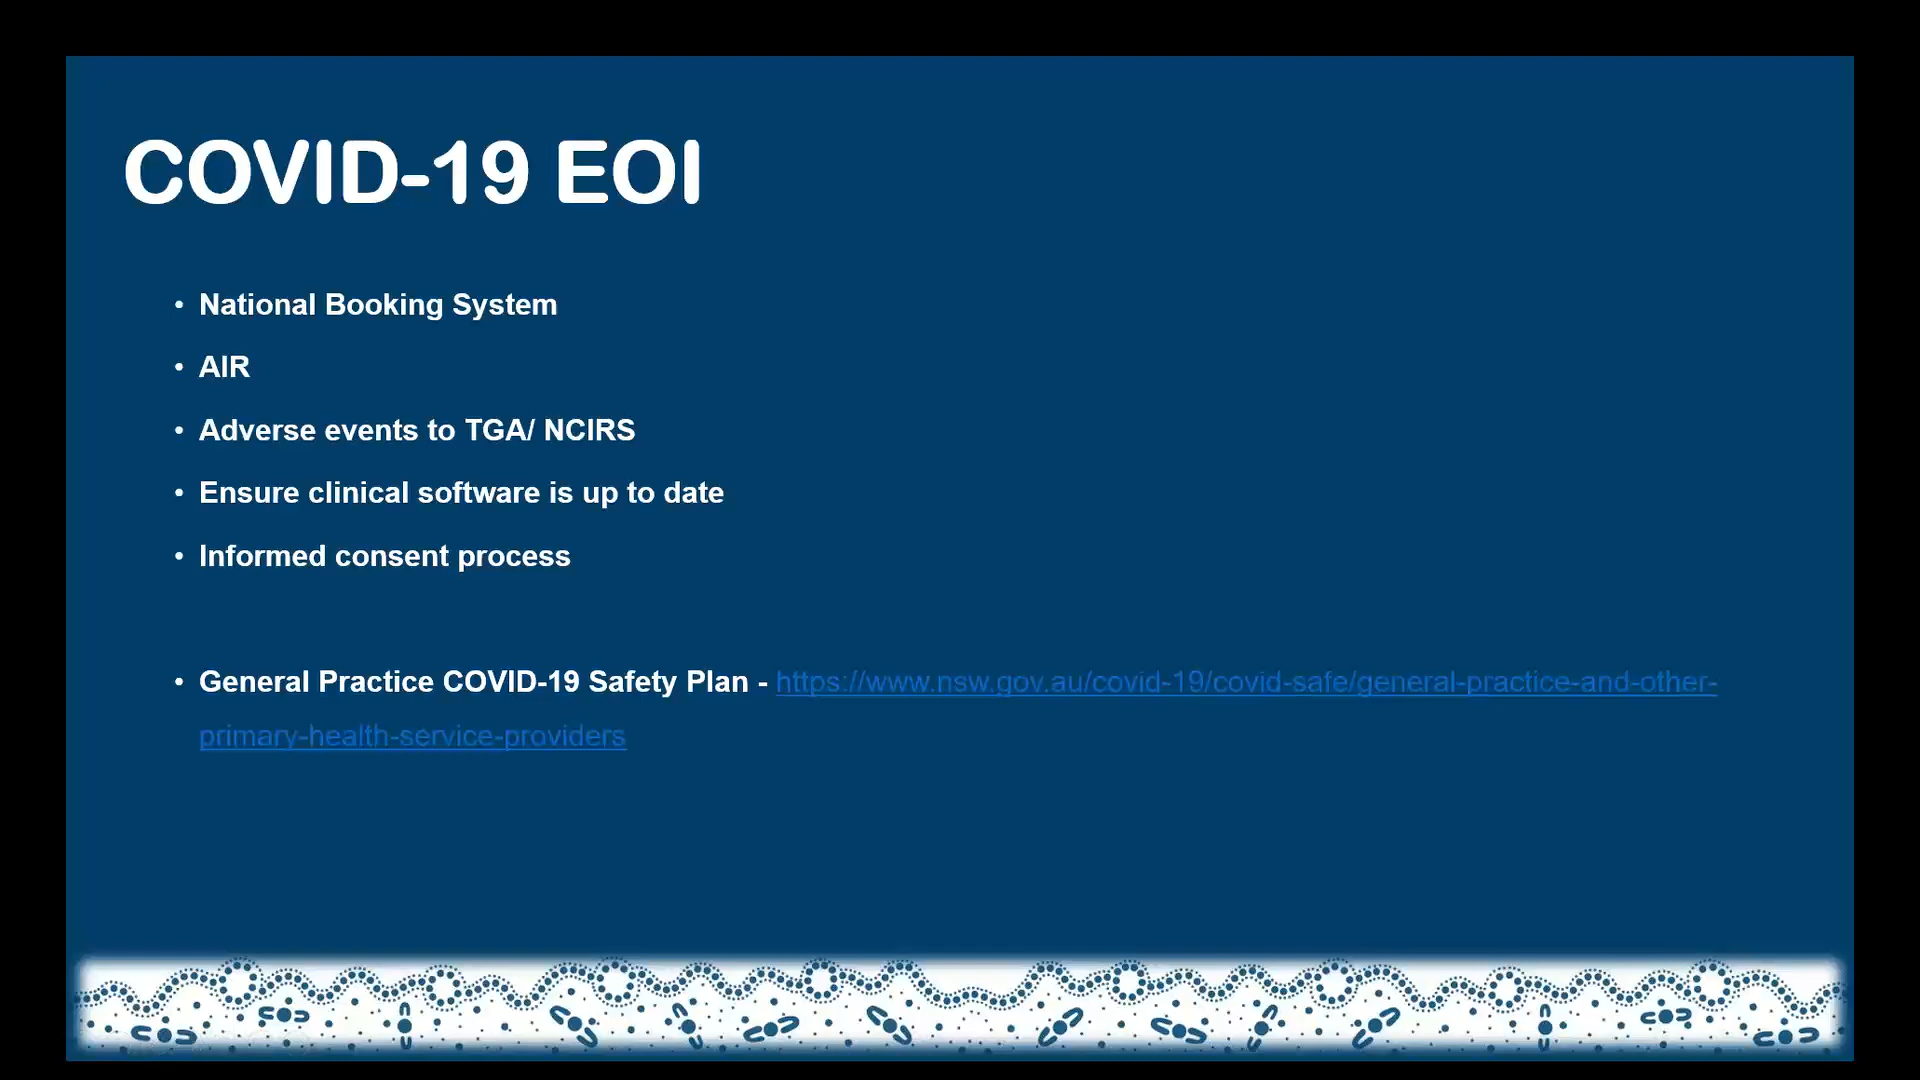 COVID-19 EOI
• National Booking System
• AIR
• Adverse events to TGA/ NCIRS
• Ensure clinical software is up to date
• Informed consent process
• General Practice COVID-19 Safety Plan - https://www.nsw.gov.au/covid-19/covid-safe/general-practice-and-other-
primary-health-service-providers